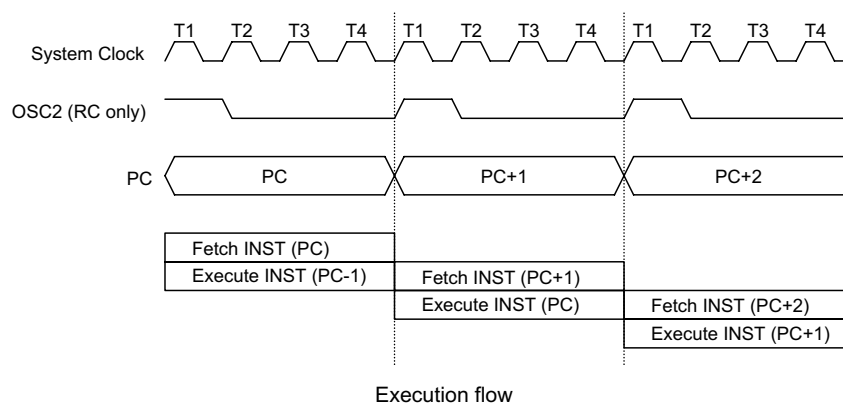 T1 T2 T3 T4 T1 T2 T3 T4 T1 T2 T3 T4
System Clock
OSC2 (RC only)
PC PC PC+1 PC+2
Fetch INST (PC)
Execute INST (PC-1) Fetch INST (PC+1)
Execute INST (PC) Fetch INST (PC+2)
Execute INST (PC+1)
Execution flow